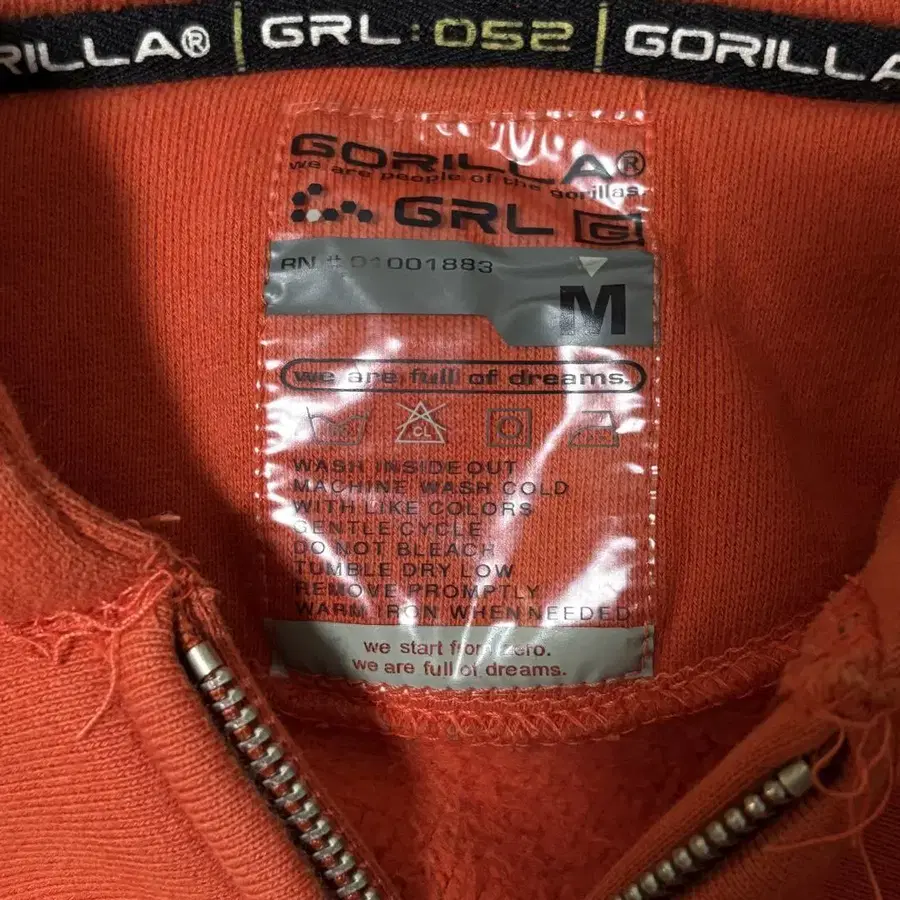 RILLA® | GRL:052 | GORILLA
GORILLA®
we are people of the gorillas.
GRL G
RN # 01001883
M
we are full of dreams.
CL
WASH INSIDE OUT
MACHINE WASH COLD
WITH LIKE COLORS
GENTLE CYCLE
DO NOT BLEACH
TUMBLE DRY LOW
REMOVE PROMPTLY
WARM IRON WHEN NEEDED
we start from zero.
we are full of dreams.